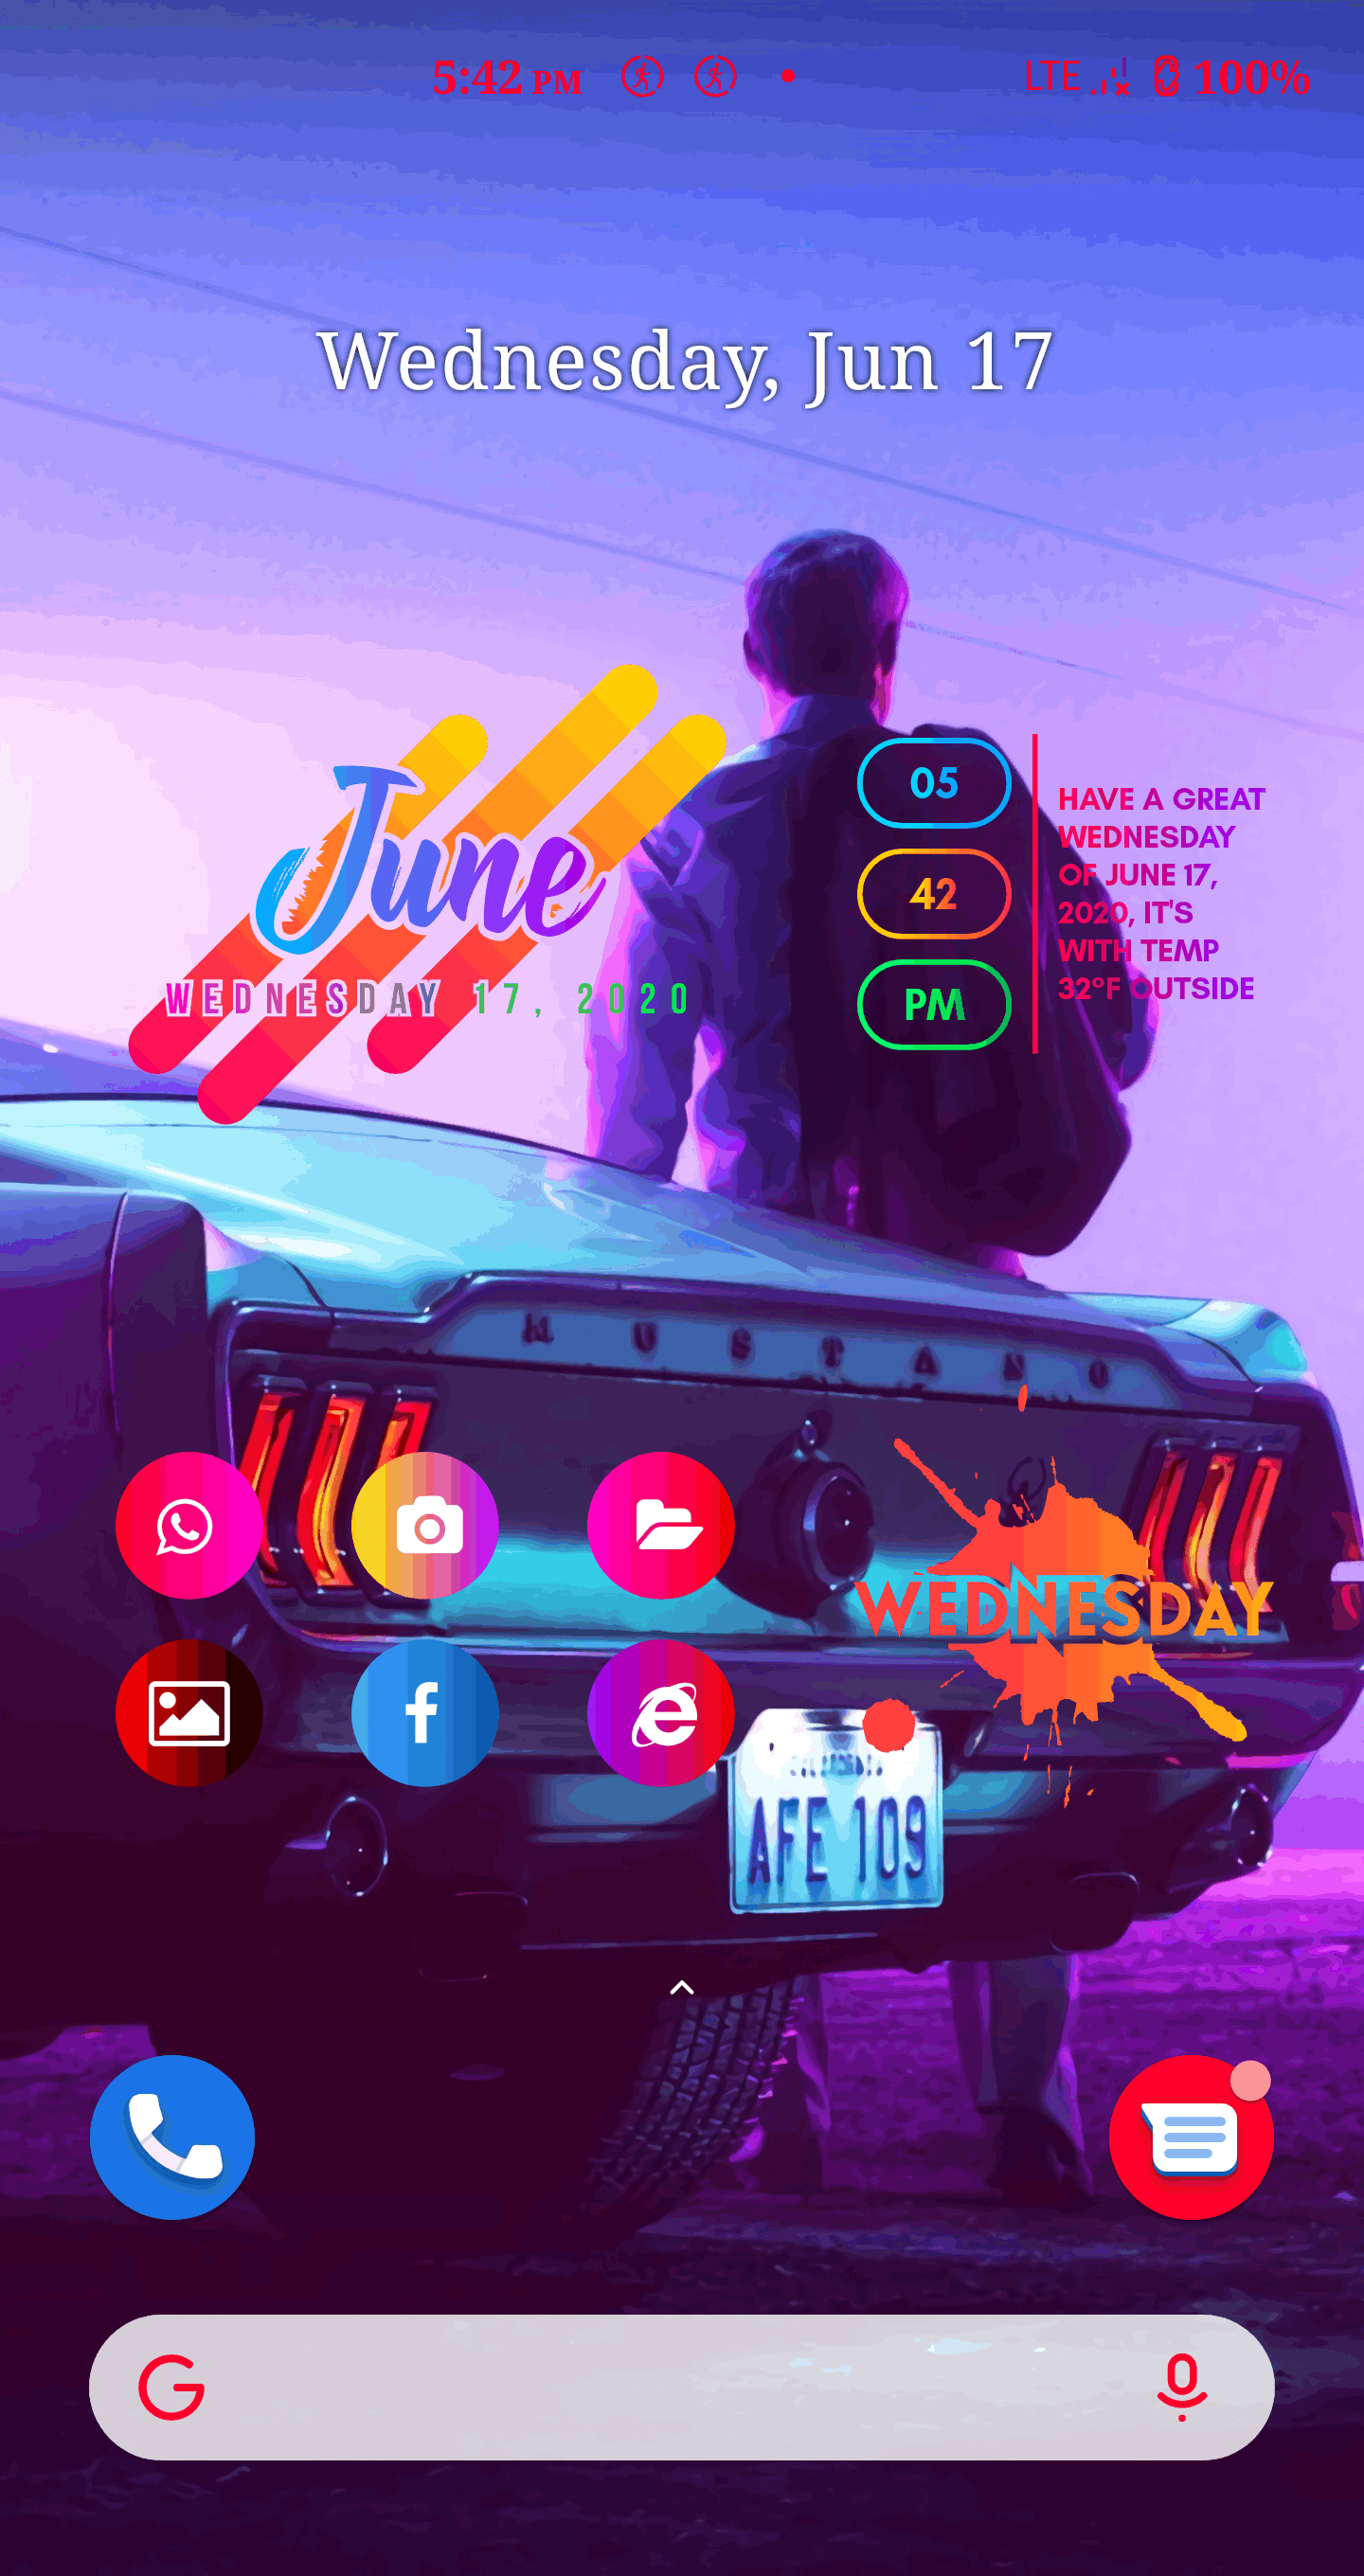 5:42 PM
LTE 100%
Wednesday, Jun 17
June
WEDNESDAY 17, 2020
05
42
PM
HAVE A GREAT
WEDNESDAY
OF JUNE 17,
2020, IT'S
WITH TEMP
32°F OUTSIDE
M U S T A N
WEDNESDAY
AFE 109
G